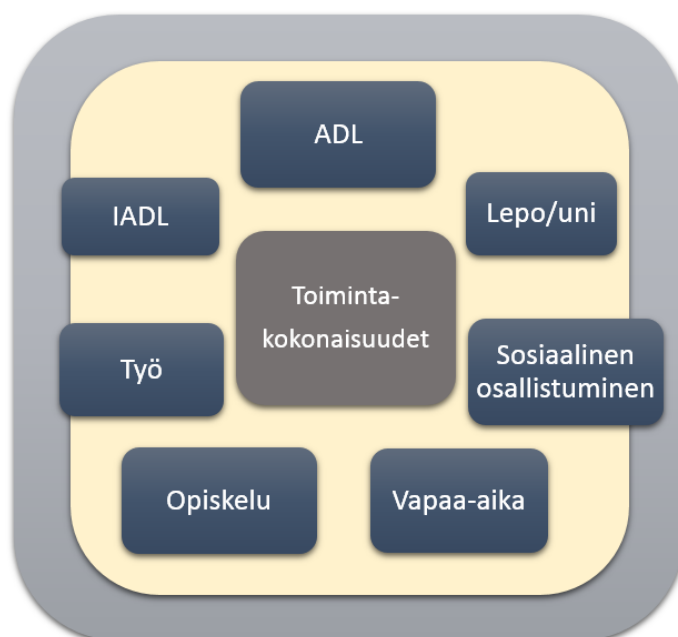 ADL
IADL
Lepo/uni
Toiminta-
kokonaisuudet
Työ
Sosiaalinen
osallistuminen
Opiskelu
Vapaa-aika